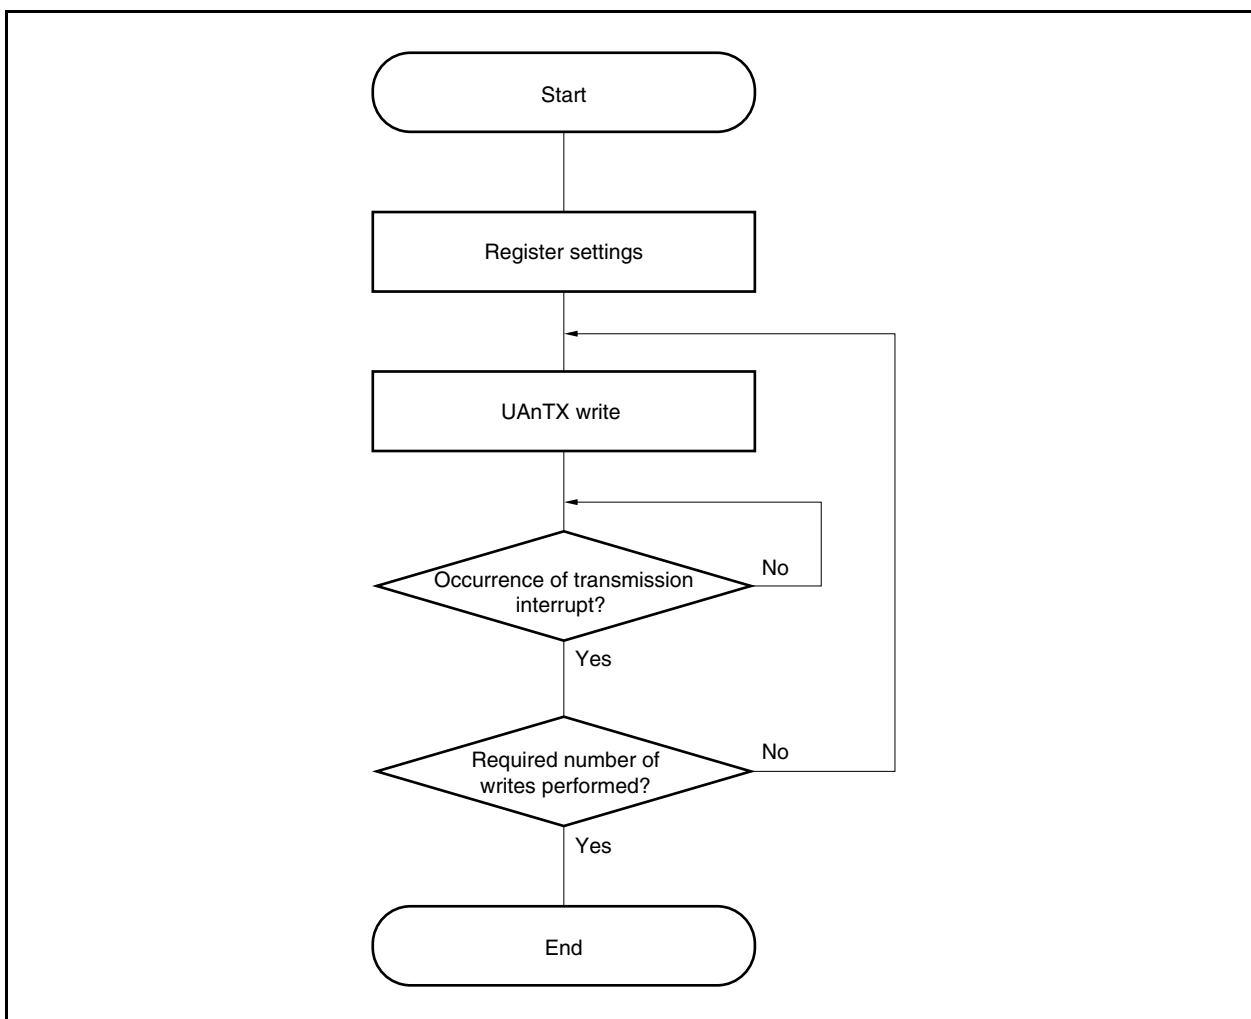 Start
Register settings
UAnTX write
Occurrence of transmission
interrupt?
No
Yes
Required number of
writes performed?
No
Yes
End